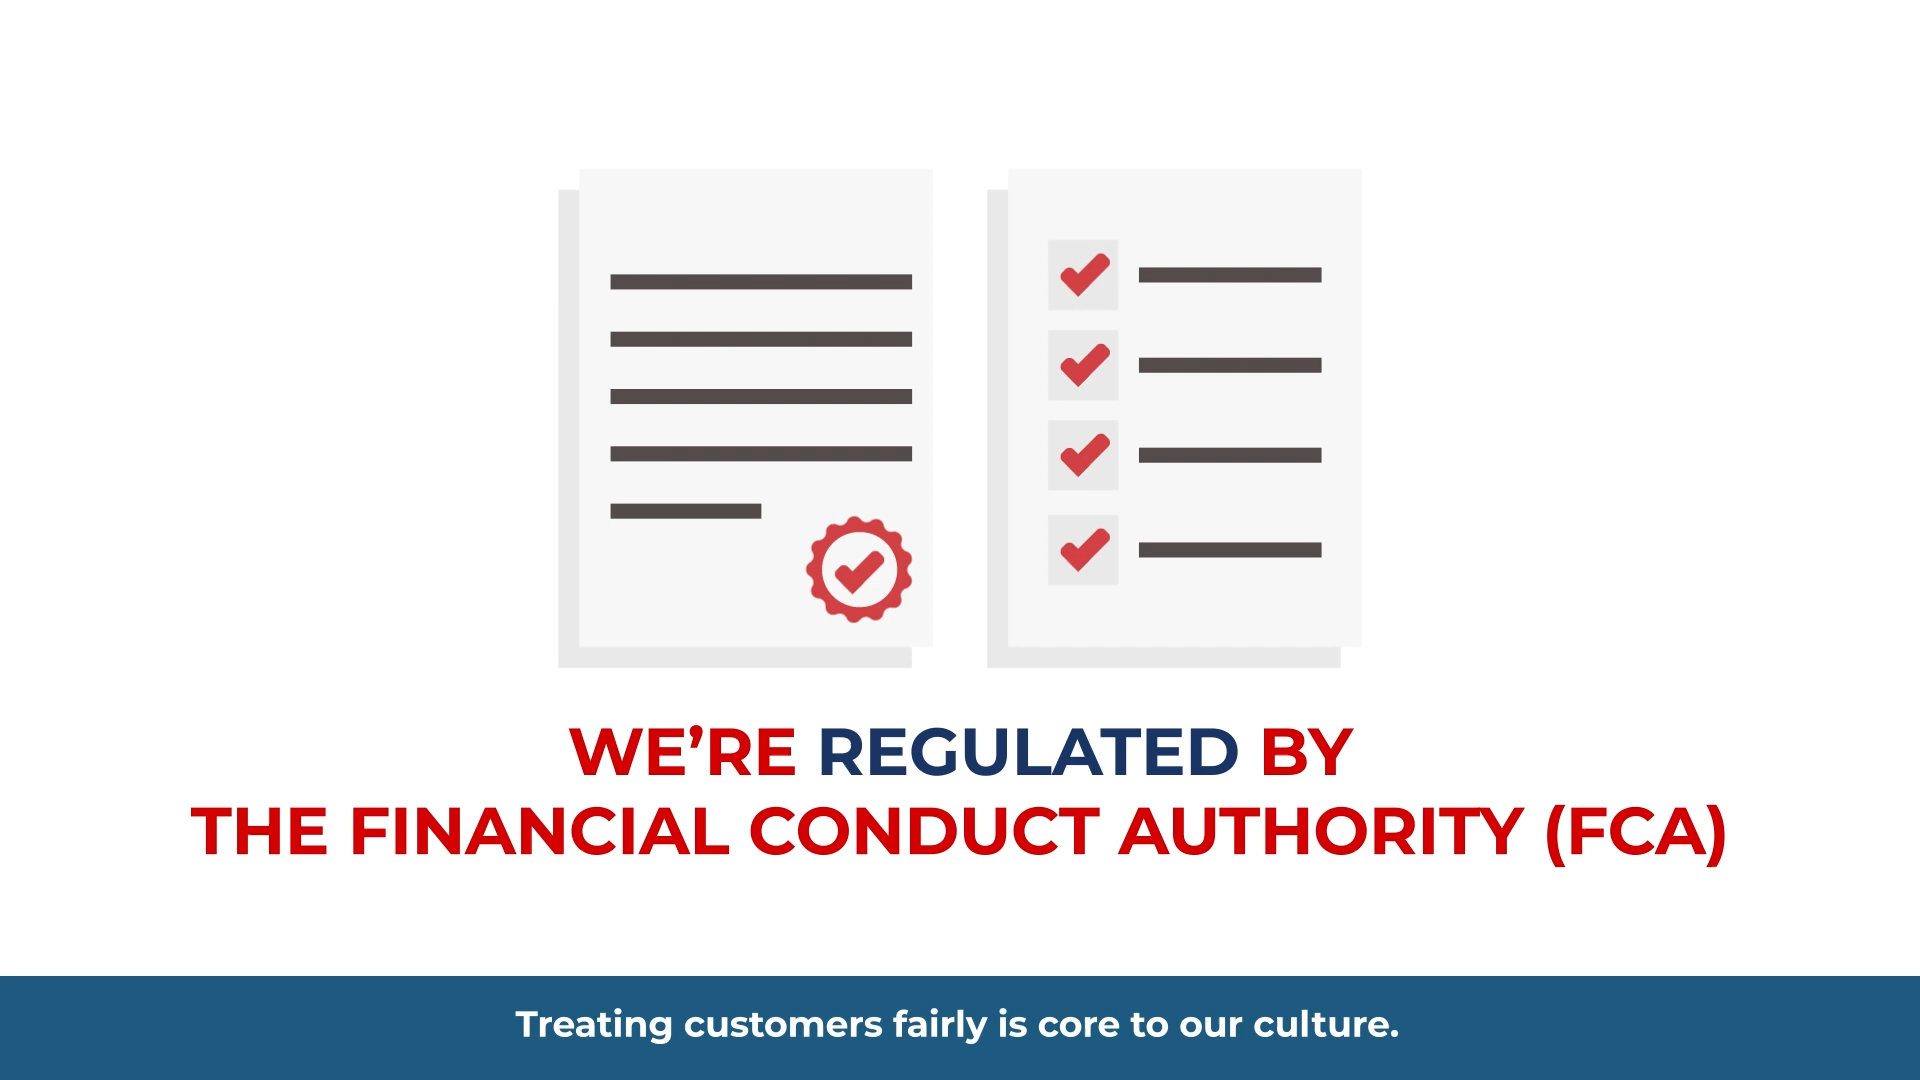 WE’RE REGULATED BY
THE FINANCIAL CONDUCT AUTHORITY (FCA)
Treating customers fairly is core to our culture.